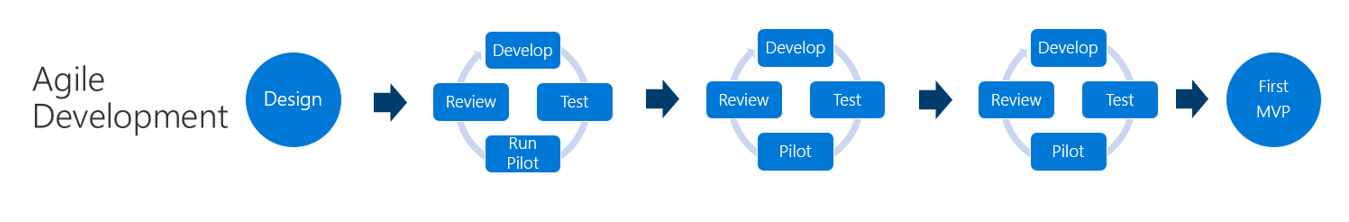 Agile
Development
Design
Develop
Review
Test
Run
Pilot
Develop
Review
Test
Pilot
Develop
Review
Test
Pilot
First
MVP